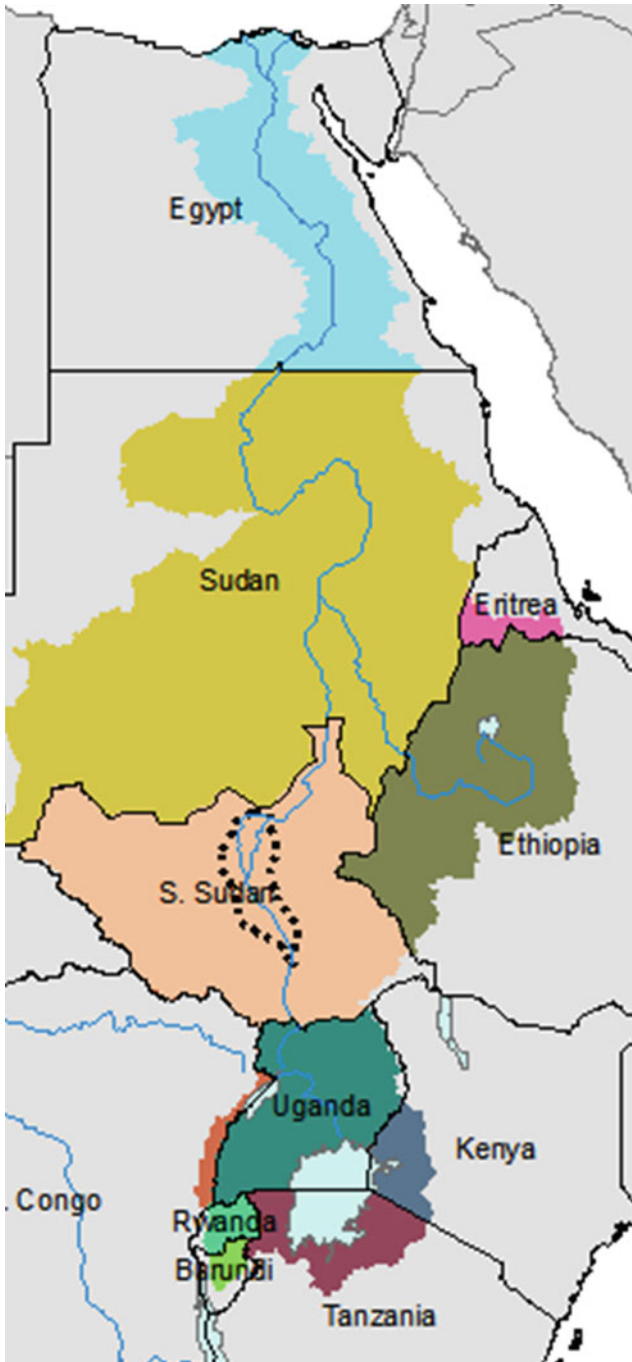 Egypt
Sudan
Eritrea
Ethiopia
S. Sudan
Uganda
Kenya
. Congo
Rwanda
Burundi
Tanzania